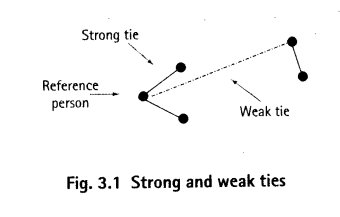 Strong tie
Reference
person
Weak tie
Fig. 3.1 Strong and weak ties